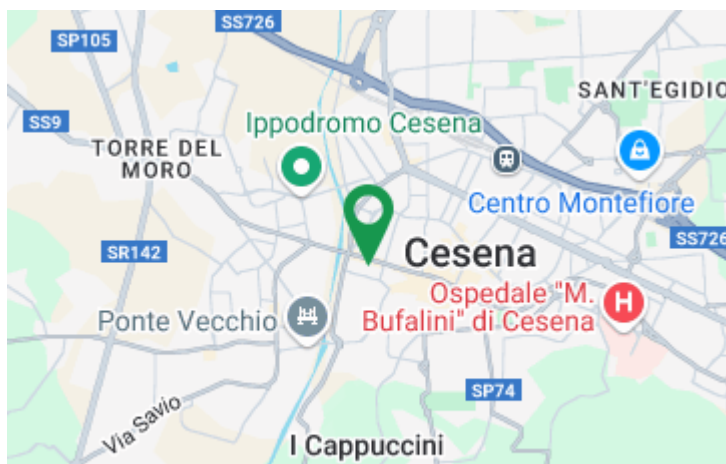 SS726
SP105
SANT'EGIDIO
SS9
Ippodromo Cesena
TORRE DEL
MORO
Centro Montefiore
SS726
SR142
Cesena
Ospedale "M.
Bufalini" di Cesena
H
Ponte Vecchio
SP74
Via Savio
I Cappuccini